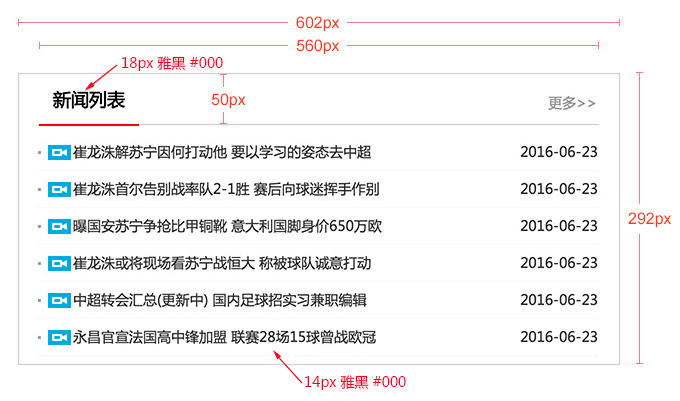 602px
560px
18px 雅黑 #000
新闻列表
50px
更多>>
崔龙洙解苏宁因何打动他 要以学习的姿态去中超 2016-06-23
崔龙洙首尔告别战率队2-1胜 赛后向球迷挥手作别 2016-06-23
曝国安苏宁争抢比甲铜靴 意大利国脚身价650万欧 2016-06-23
292px
崔龙洙或将现场看苏宁战恒大 称被球队诚意打动 2016-06-23
中超转会汇总(更新中) 国内足球招实习兼职编辑 2016-06-23
永昌官宣法国高中锋加盟 联赛28场15球曾战欧冠 2016-06-23
14px 雅黑 #000